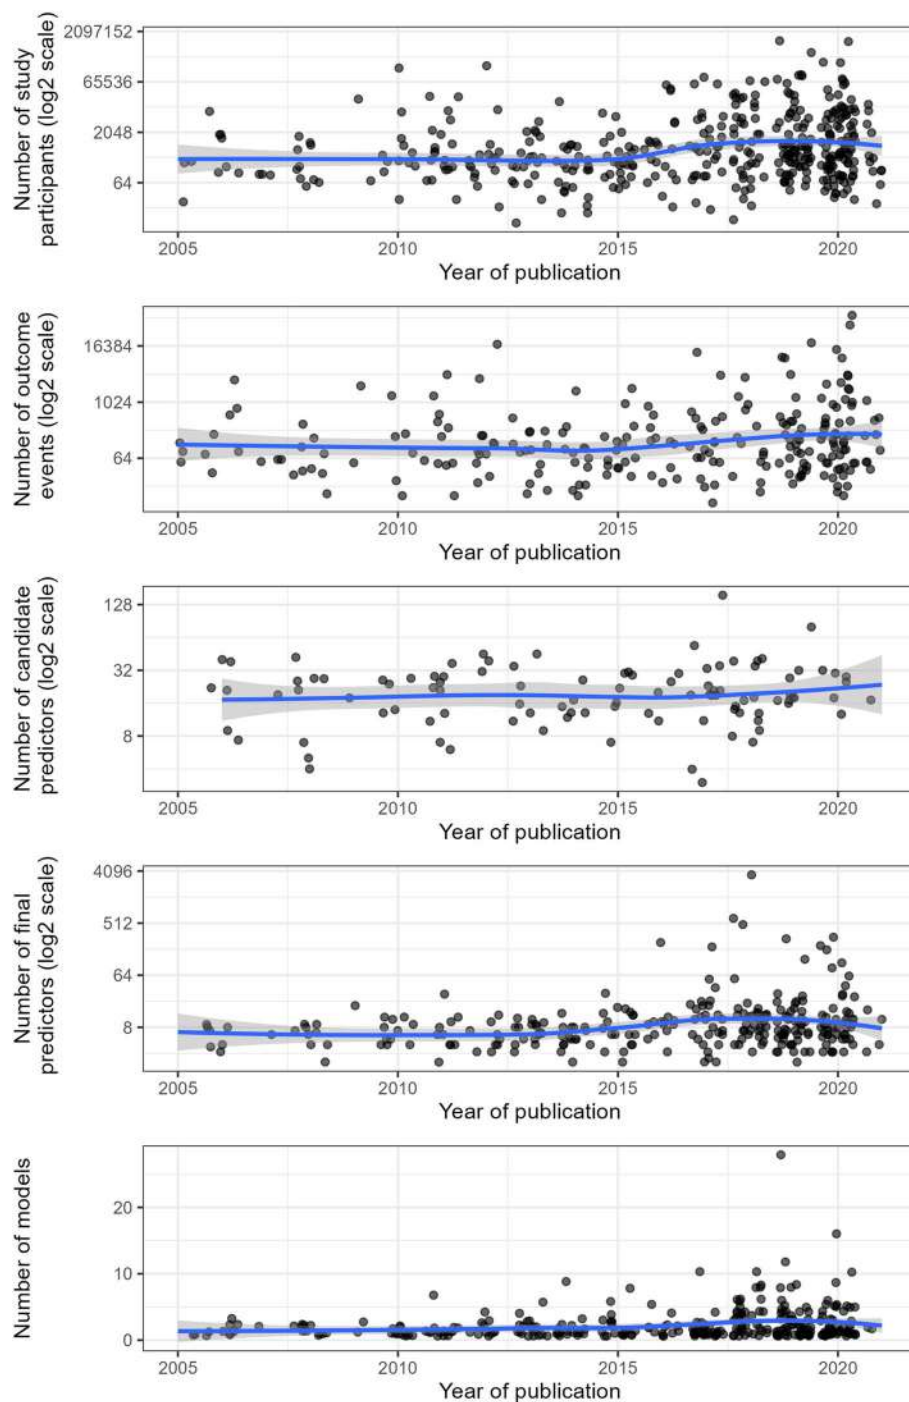 Number of study
participants (log2 scale)
2097152
65536
2048
64
2005
2010
2015
2020
Year of publication
Number of outcome
events (log2 scale)
16384
1024
64
2005
2010
2015
2020
Year of publication
Number of candidate
predictors (log2 scale)
128
32
8
2005
2010
2015
2020
Year of publication
Number of final
predictors (log2 scale)
4096
512
64
8
2005
2010
2015
2020
Year of publication
Number of models
20
10
0
2005
2010
2015
2020
Year of publication